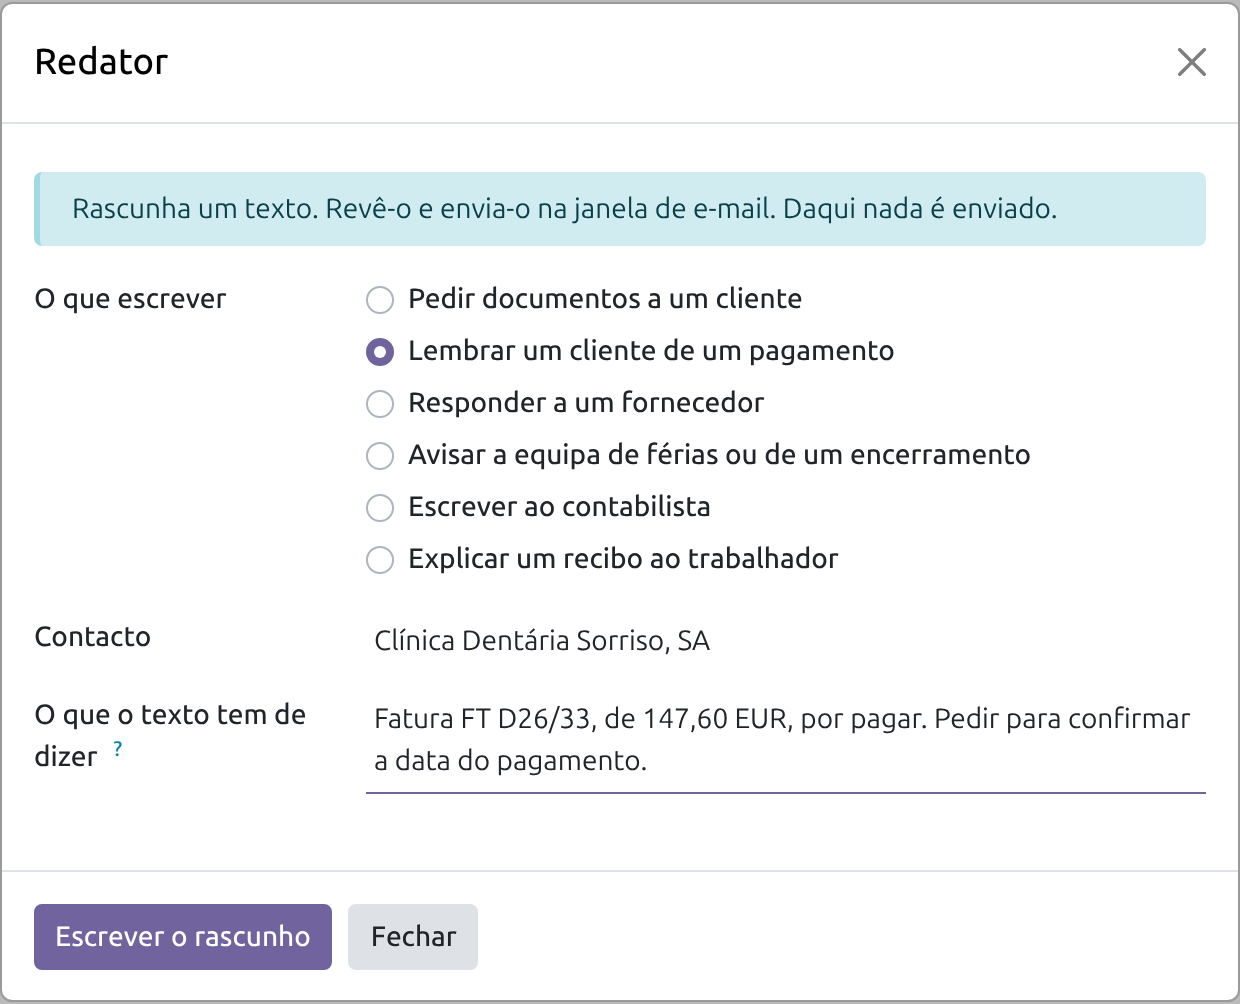 Redator
Rascunha um texto. Revê-o e envia-o na janela de e-mail. Daqui nada é enviado.
O que escrever
Pedir documentos a um cliente
Lembrar um cliente de um pagamento
Responder a um fornecedor
Avisar a equipa de férias ou de um encerramento
Escrever ao contabilista
Explicar um recibo ao trabalhador
Contacto
Clínica Dentária Sorriso, SA
O que o texto tem de
dizer ?
Fatura FT D26/33, de 147,60 EUR, por pagar. Pedir para confirmar
a data do pagamento.
Escrever o rascunho
Fechar